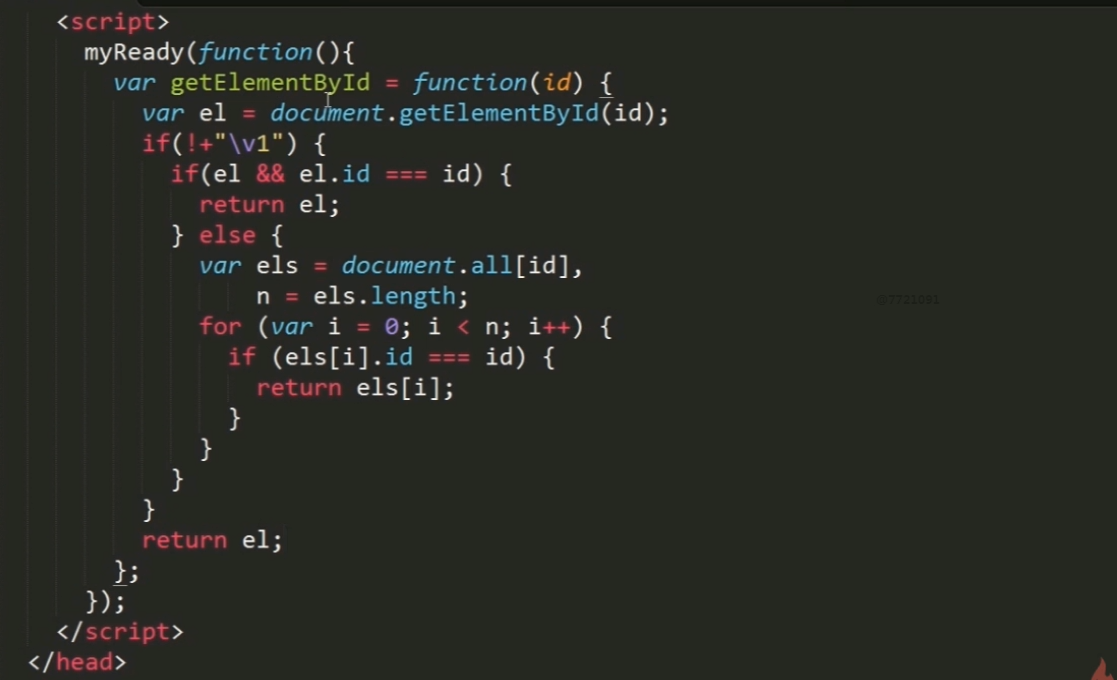 <script>
myReady(function(){
var getElementById = function(id) {
var el = document.getElementById(id);
if(!+"\v1") {
if(el && el.id === id) {
return el;
} else {
var els = document.all[id],
n = els.length;
for (var i = 0; i < n; i++) {
if (els[i].id === id) {
return els[i];
}
}
}
}
return el;
};
});
</script>
</head>
@7721091